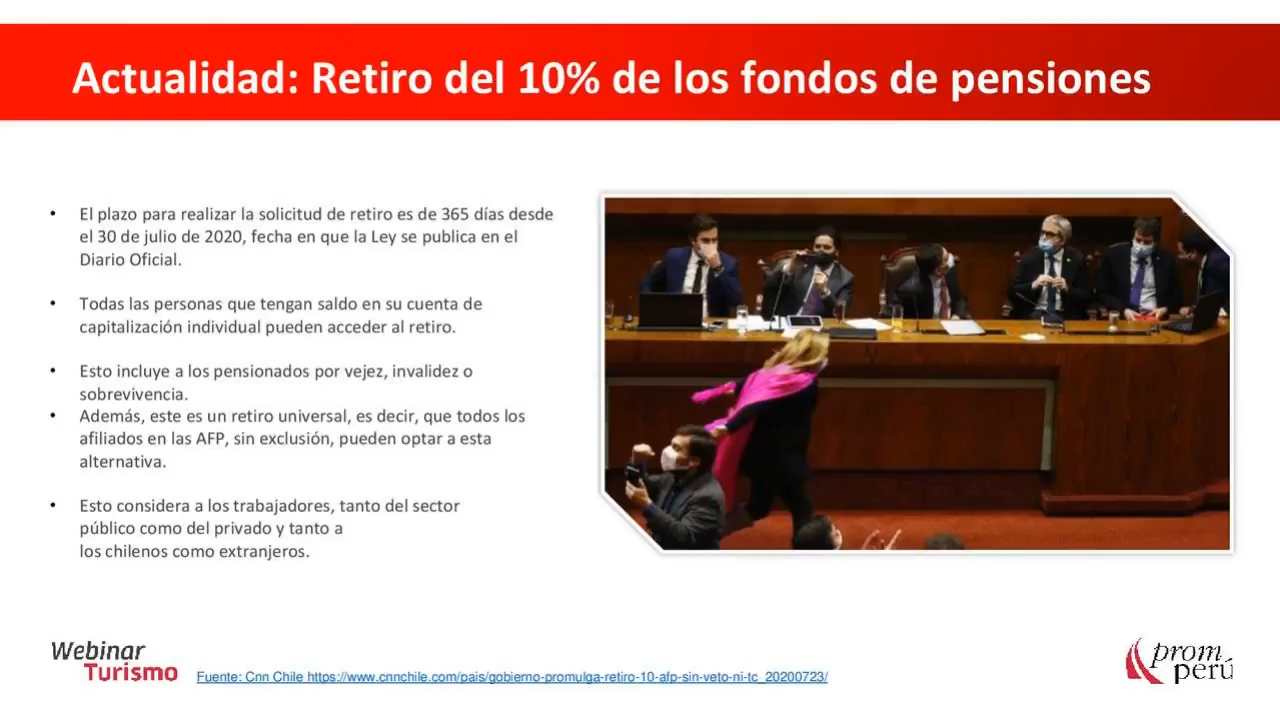 Actualidad: Retiro del 10% de los fondos de pensiones
• El plazo para realizar la solicitud de retiro es de 365 días desde
el 30 de julio de 2020, fecha en que la Ley se publica en el
Diario Oficial.
• Todas las personas que tengan saldo en su cuenta de
capitalización individual pueden acceder al retiro.
• Esto incluye a los pensionados por vejez, invalidez o
sobrevivencia.
• Además, este es un retiro universal, es decir, que todos los
afiliados en las AFP, sin exclusión, pueden optar a esta
alternativa.
• Esto considera a los trabajadores, tanto del sector
público como del privado y tanto a
los chilenos como extranjeros.
Webinar
Turismo
Fuente: Cnn Chile https://www.cnnchile.com/pais/gobierno-promulga-retiro-10-afp-sin-veto-ni-tc_20200723/
prom
perú